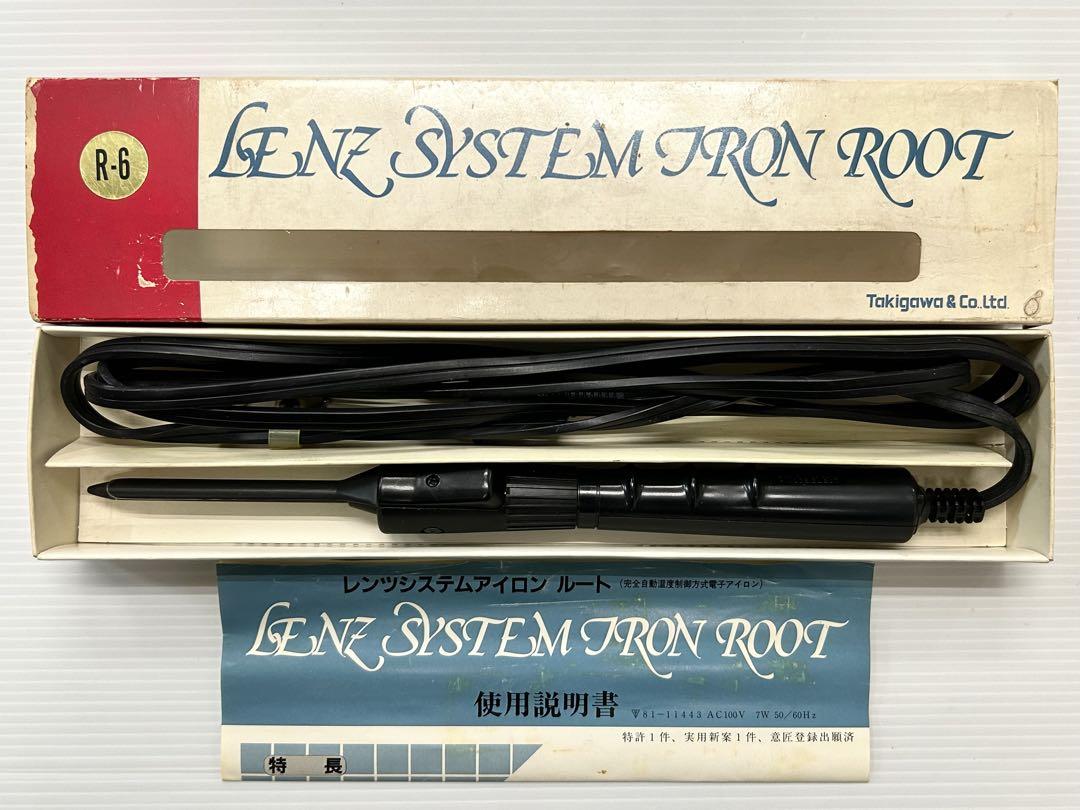 R-6
LENZ SYSTEM IRON ROOT
Takigawa & Co., Ltd.
レンツシステムアイロン ルート (完全自動温度制御方式電子アイロン)
LENZ SYSTEM IRON ROOT
使用説明書 81-11443 AC100V 7W 50/60Hz
特許1件、実用新案1件、意匠登録出願済
特長